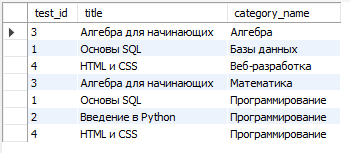 test_id title category_name
3 Алгебра для начинающих Алгебра
1 Основы SQL Базы данных
4 HTML и CSS Веб-разработка
3 Алгебра для начинающих Математика
1 Основы SQL Программирование
2 Введение в Python Программирование
4 HTML и CSS Программирование